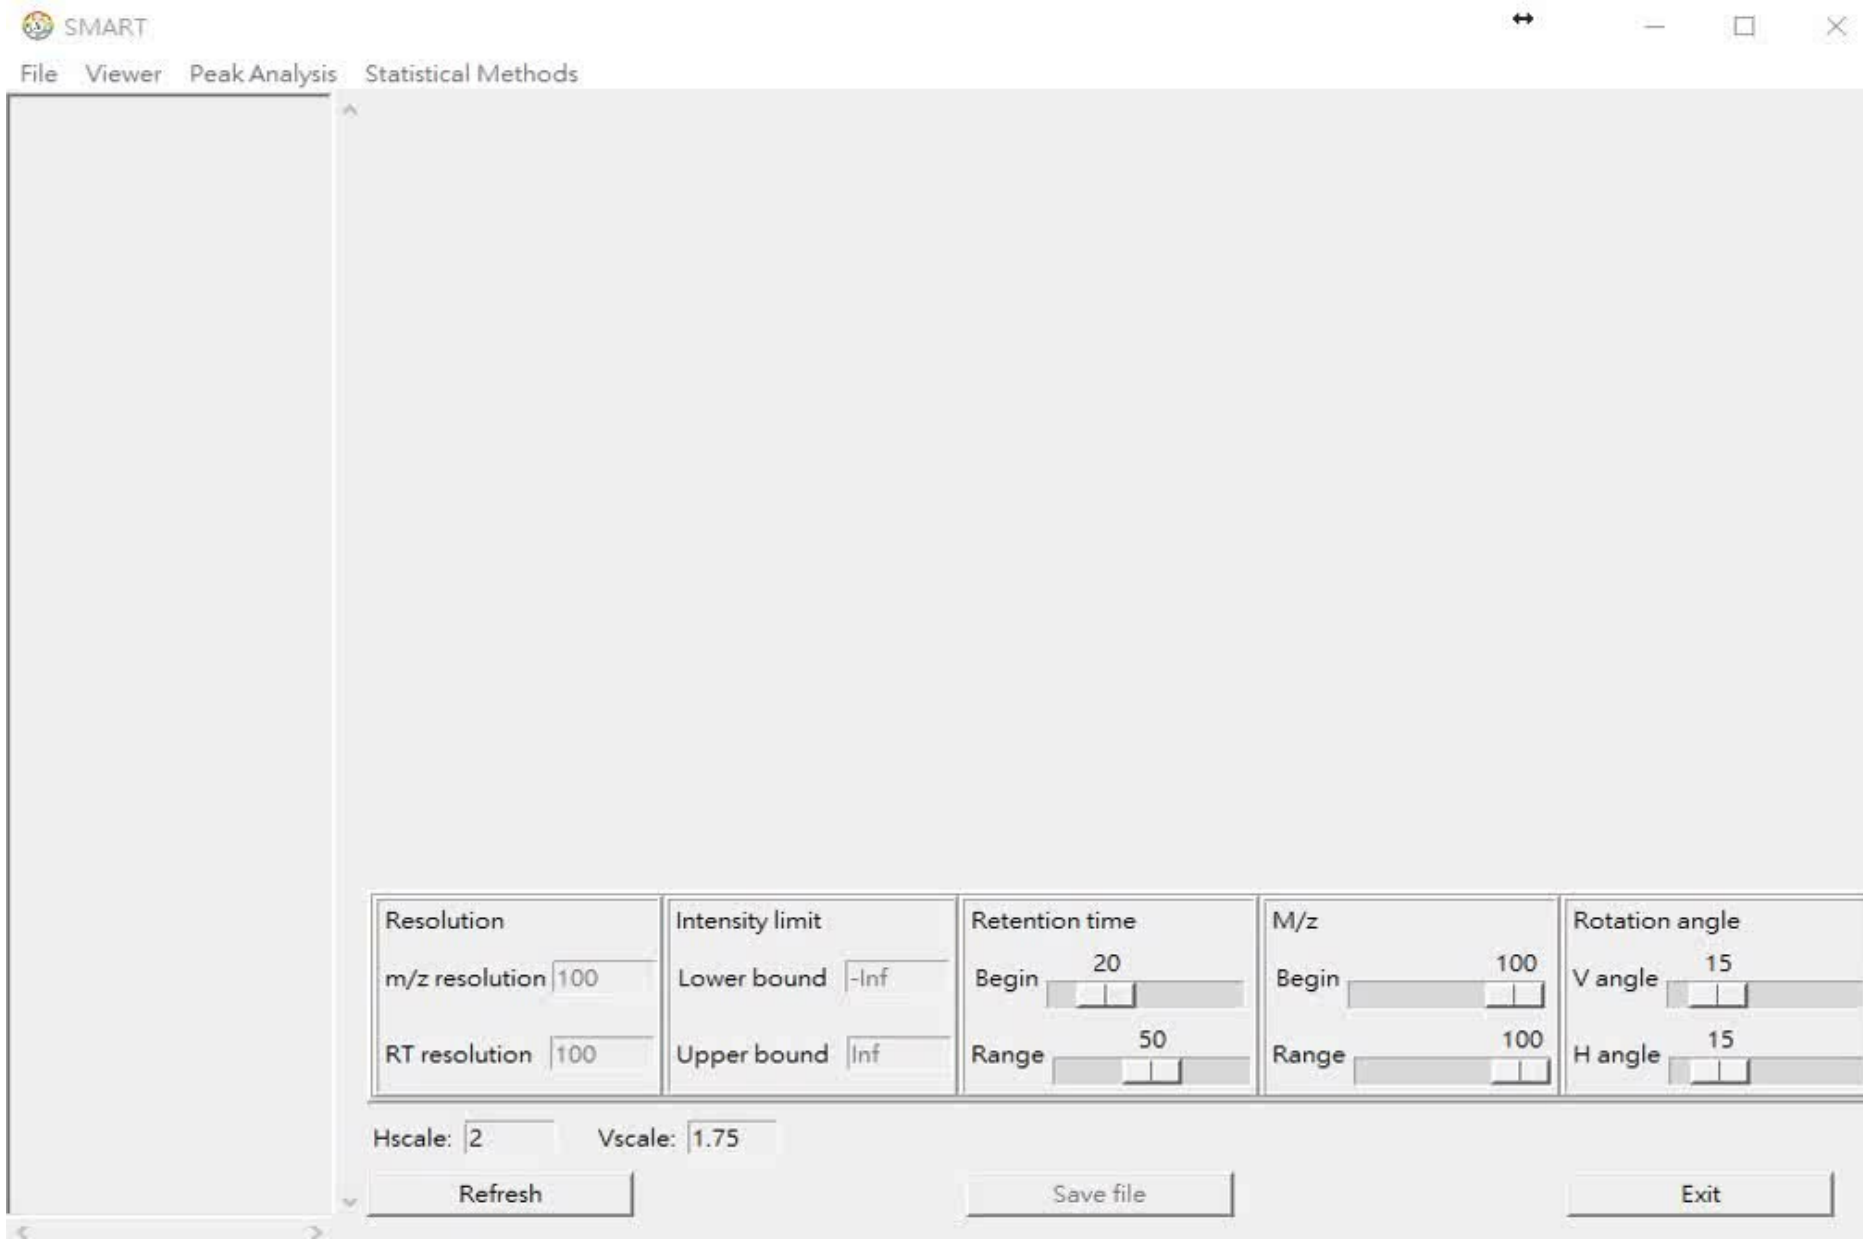 SMART
File Viewer Peak Analysis Statistical Methods
Resolution
m/z resolution 100
RT resolution 100
Intensity limit
Lower bound -Inf
Upper bound Inf
Retention time
20
Begin
50
Range
M/z
100
Begin
100
Range
Rotation angle
15
V angle
15
H angle
Hscale: 2 Vscale: 1.75
Refresh Save file Exit